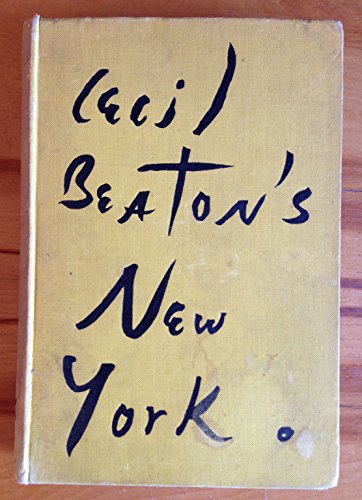 Cecil
Beaton's
New
York.